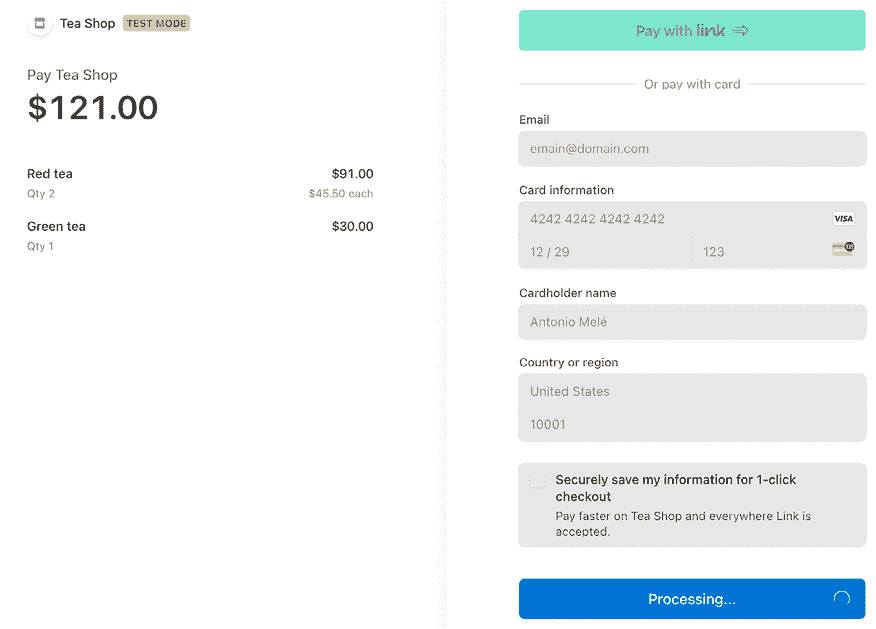 Tea Shop TEST MODE
Pay Tea Shop
$121.00
Red tea $91.00
Qty 2 $45.50 each
Green tea $30.00
Qty 1
Pay with link
Or pay with card
Email
emain@domain.com
Card information
4242 4242 4242 4242 VISA
12 / 29 123
Cardholder name
Antonio Melé
Country or region
United States
10001
Securely save my information for 1-click
checkout
Pay faster on Tea Shop and everywhere Link is
accepted.
Processing...